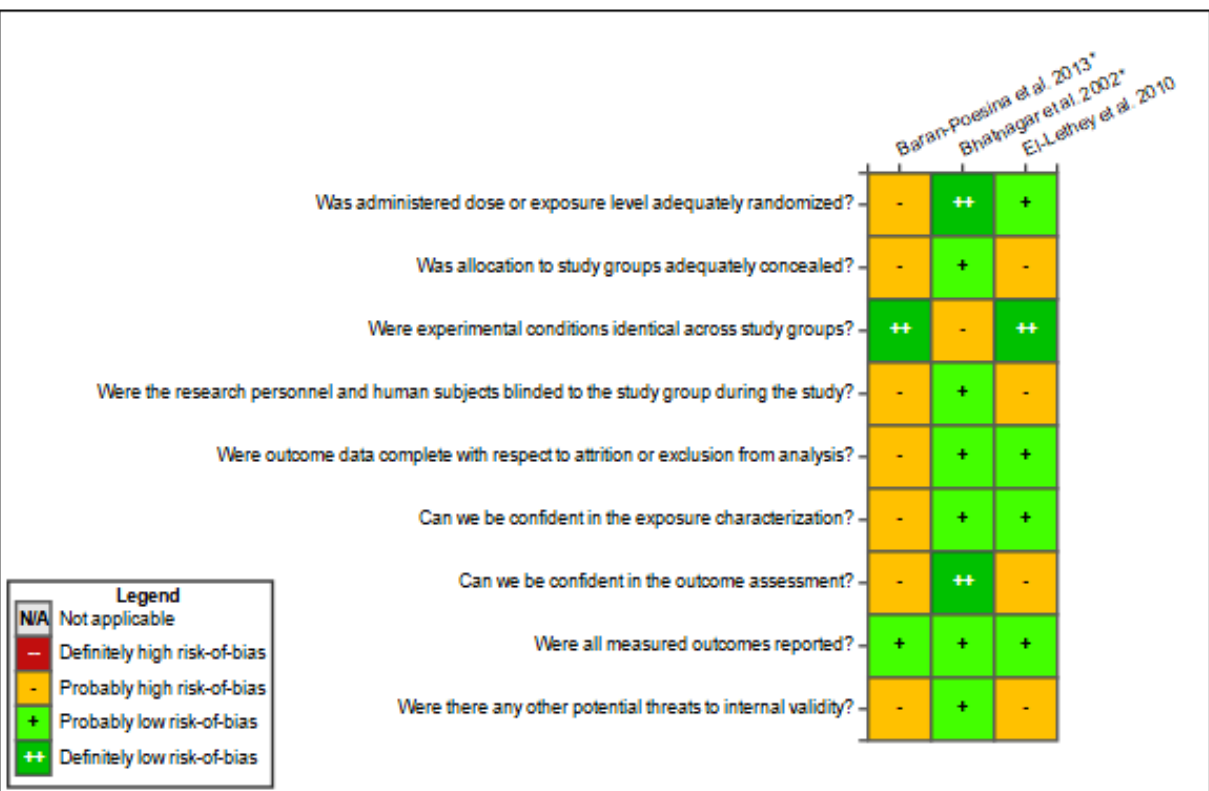 Baran-Poesina et al. 2013*
Bhatnagar et al. 2002*
El-Lethey et al. 2010
Was administered dose or exposure level adequately randomized? - ++ +
Was allocation to study groups adequately concealed? - + -
Were experimental conditions identical across study groups? ++ - ++
Were the research personnel and human subjects blinded to the study group during the study? - + -
Were outcome data complete with respect to attrition or exclusion from analysis? - + +
Can we be confident in the exposure characterization? - + +
Can we be confident in the outcome assessment? - ++ -
Were all measured outcomes reported? + + +
Were there any other potential threats to internal validity? - + -
Legend
N/A Not applicable
-- Definitely high risk-of-bias
- Probably high risk-of-bias
+ Probably low risk-of-bias
++ Definitely low risk-of-bias